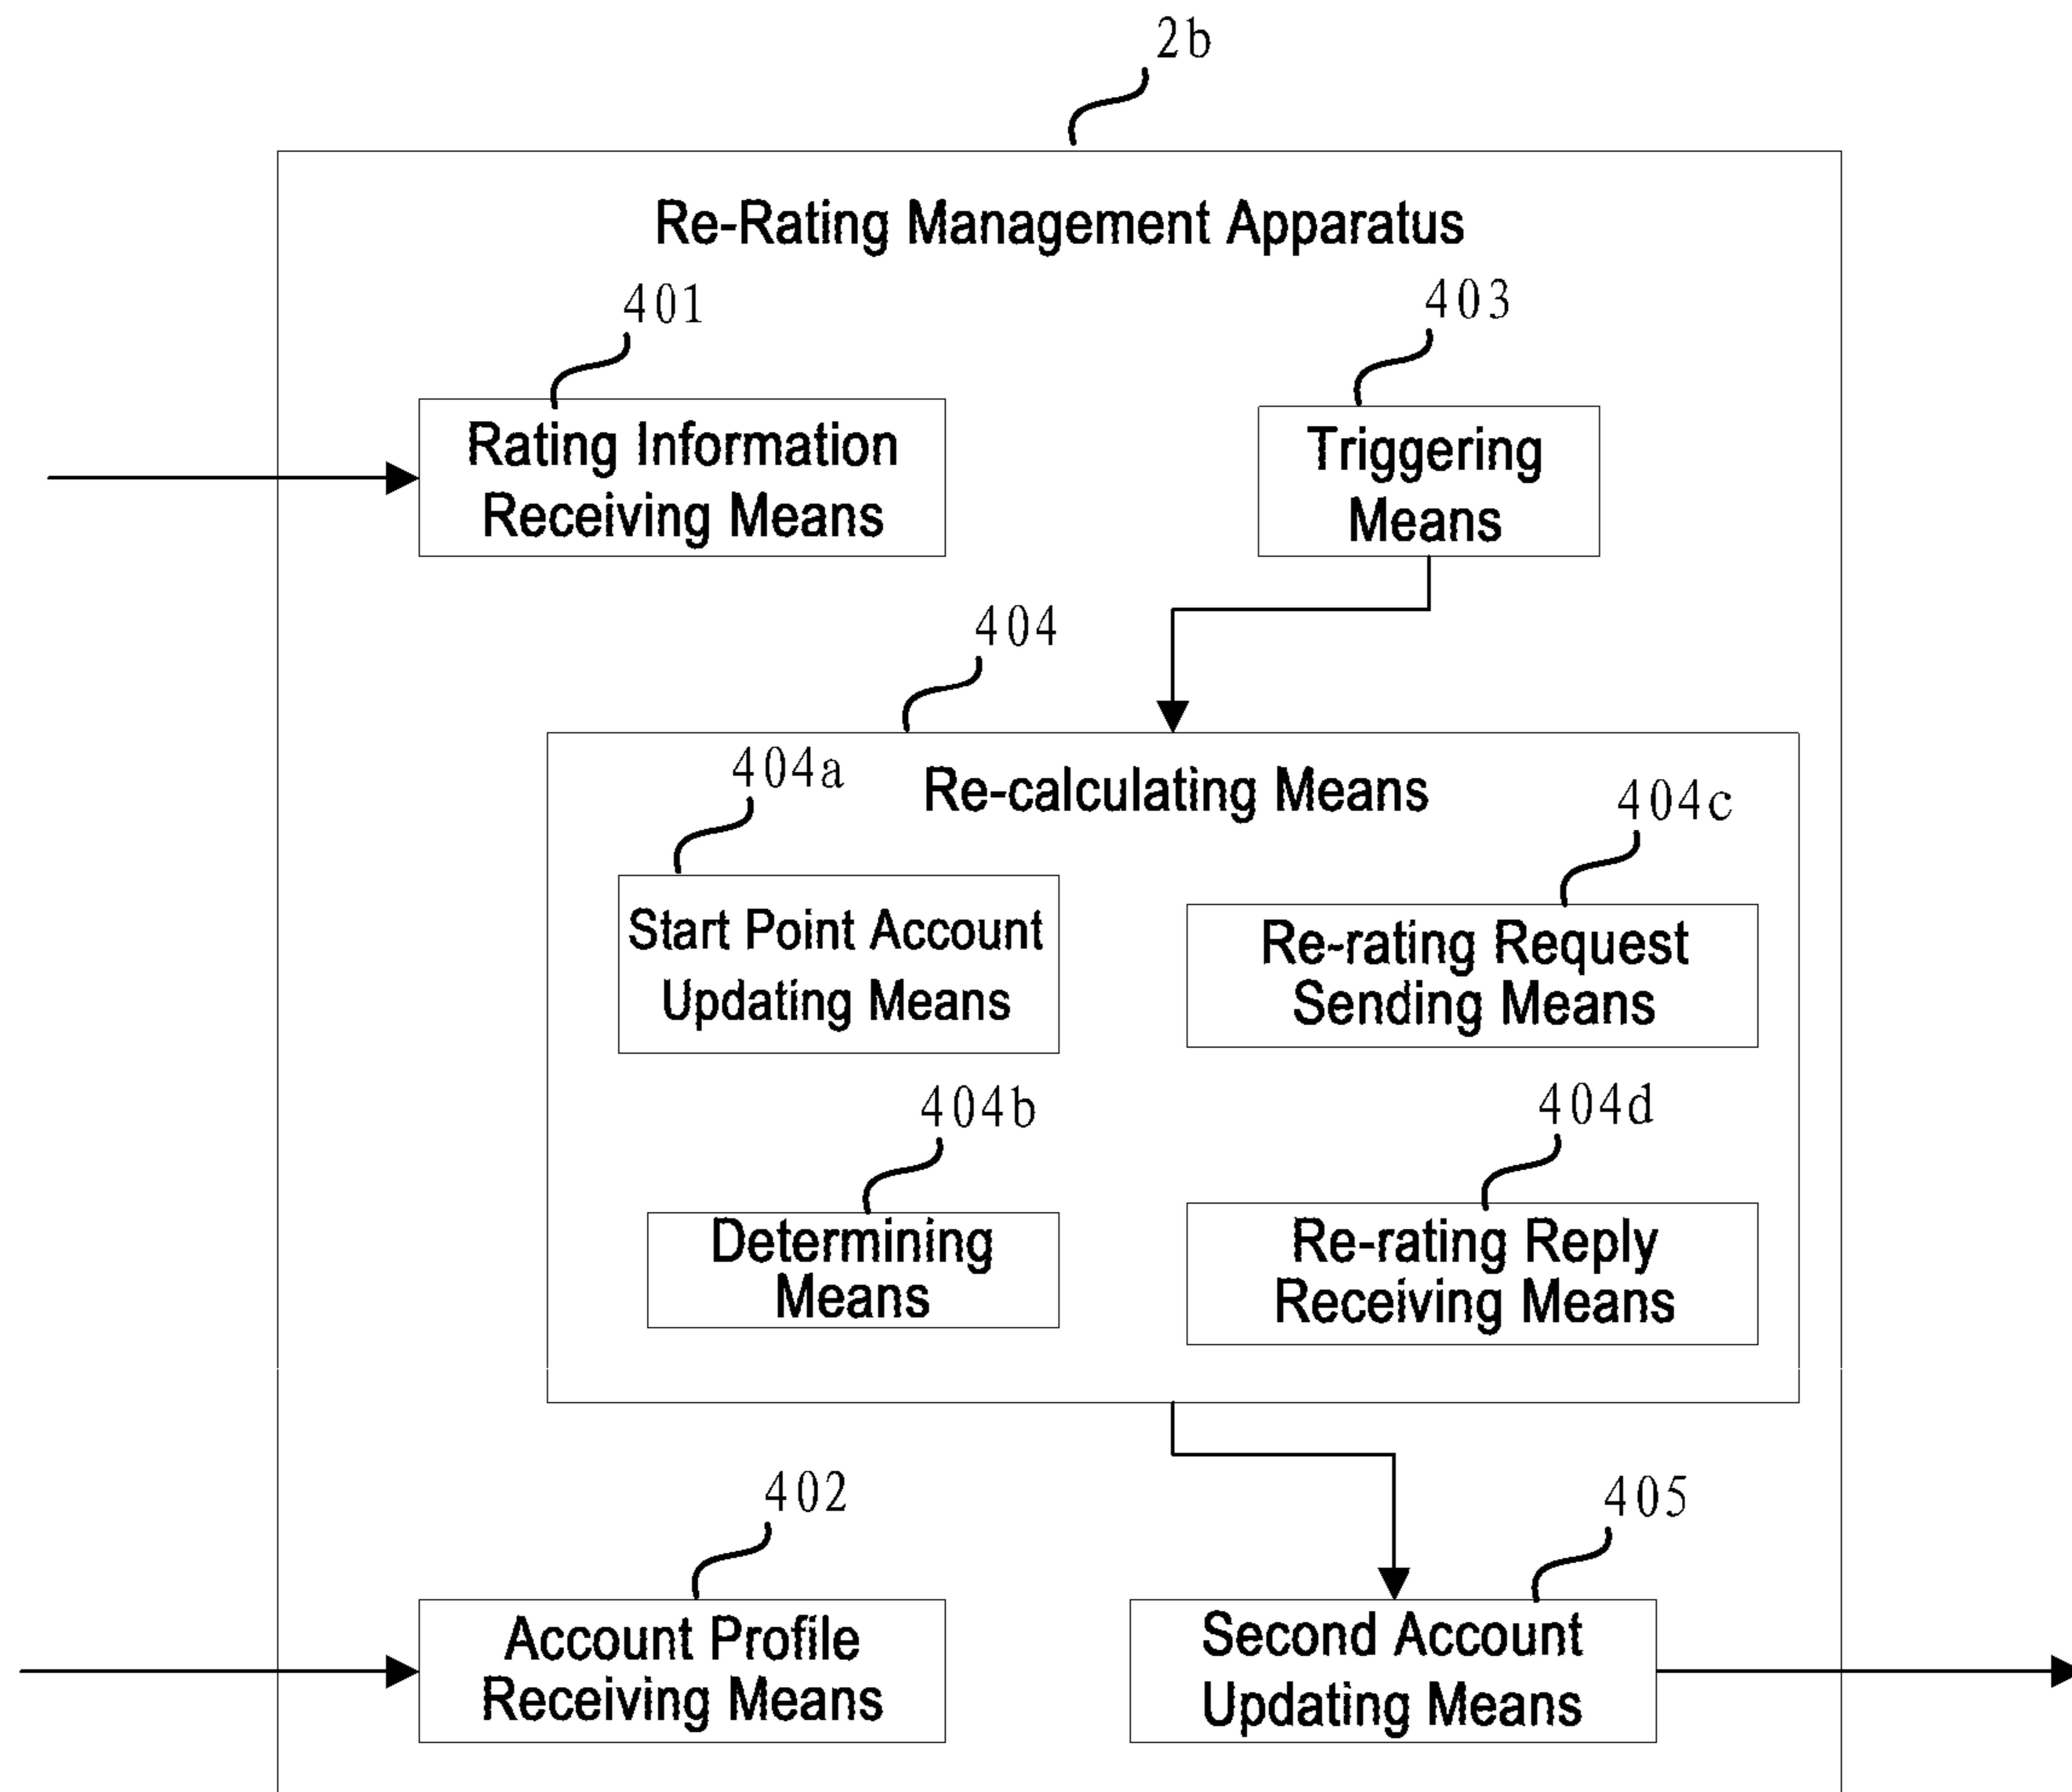 2b
Re-Rating Management Apparatus
401
403
Rating Information
Receiving Means
Triggering
Means
404
404a
Re-calculating Means
404c
Start Point Account
Updating Means
Re-rating Request
Sending Means
404b
404d
Determining
Means
Re-rating Reply
Receiving Means
402
405
Account Profile
Receiving Means
Second Account
Updating Means